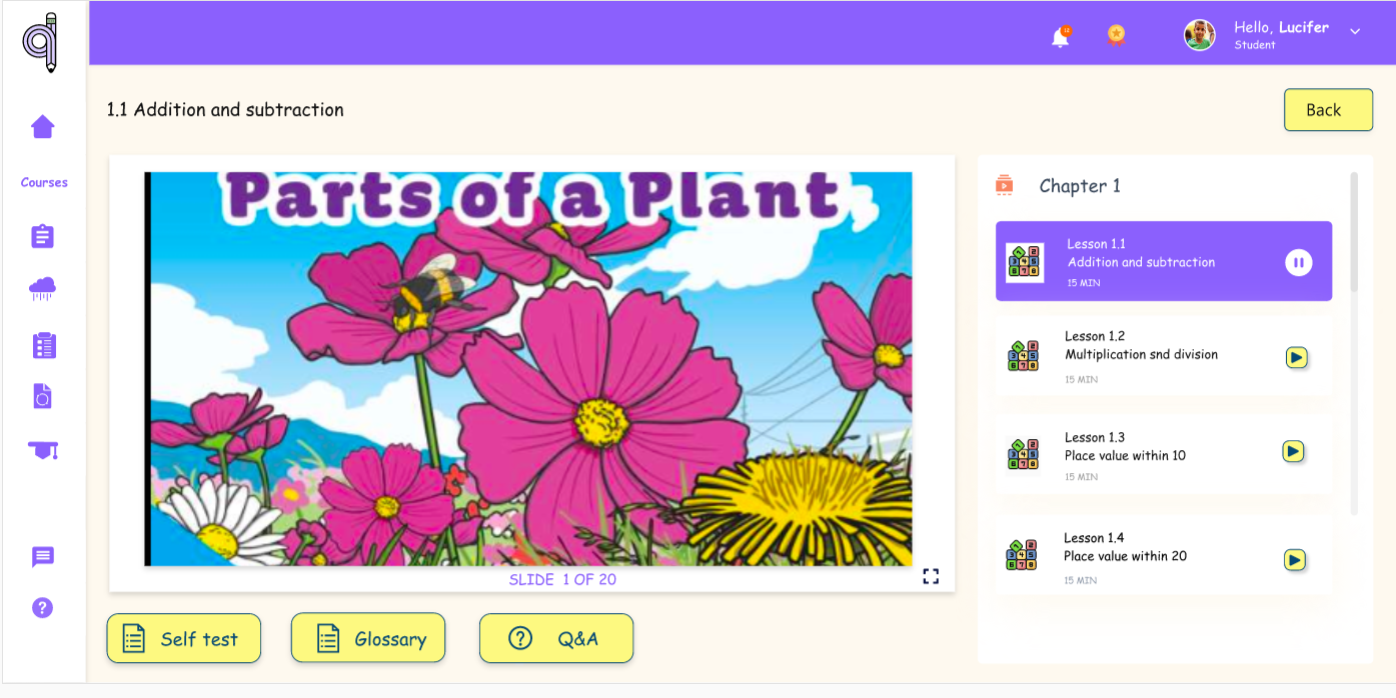 Hello, Lucifer
Student
1.1 Addition and subtraction
Back
Courses
Parts of a Plant
SLIDE 1 OF 20
Self test
Glossary
Q&A
Chapter 1
Lesson 1.1
Addition and subtraction
15 MIN
Lesson 1.2
Multiplication snd division
15 MIN
Lesson 1.3
Place value within 10
15 MIN
Lesson 1.4
Place value within 20
15 MIN